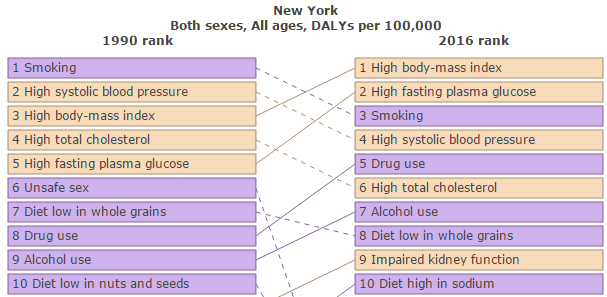 New York
Both sexes, All ages, DALYs per 100,000
1990 rank
2016 rank
1 Smoking
2 High systolic blood pressure
3 High body-mass index
4 High total cholesterol
5 High fasting plasma glucose
6 Unsafe sex
7 Diet low in whole grains
8 Drug use
9 Alcohol use
10 Diet low in nuts and seeds
1 High body-mass index
2 High fasting plasma glucose
3 Smoking
4 High systolic blood pressure
5 Drug use
6 High total cholesterol
7 Alcohol use
8 Diet low in whole grains
9 Impaired kidney function
10 Diet high in sodium